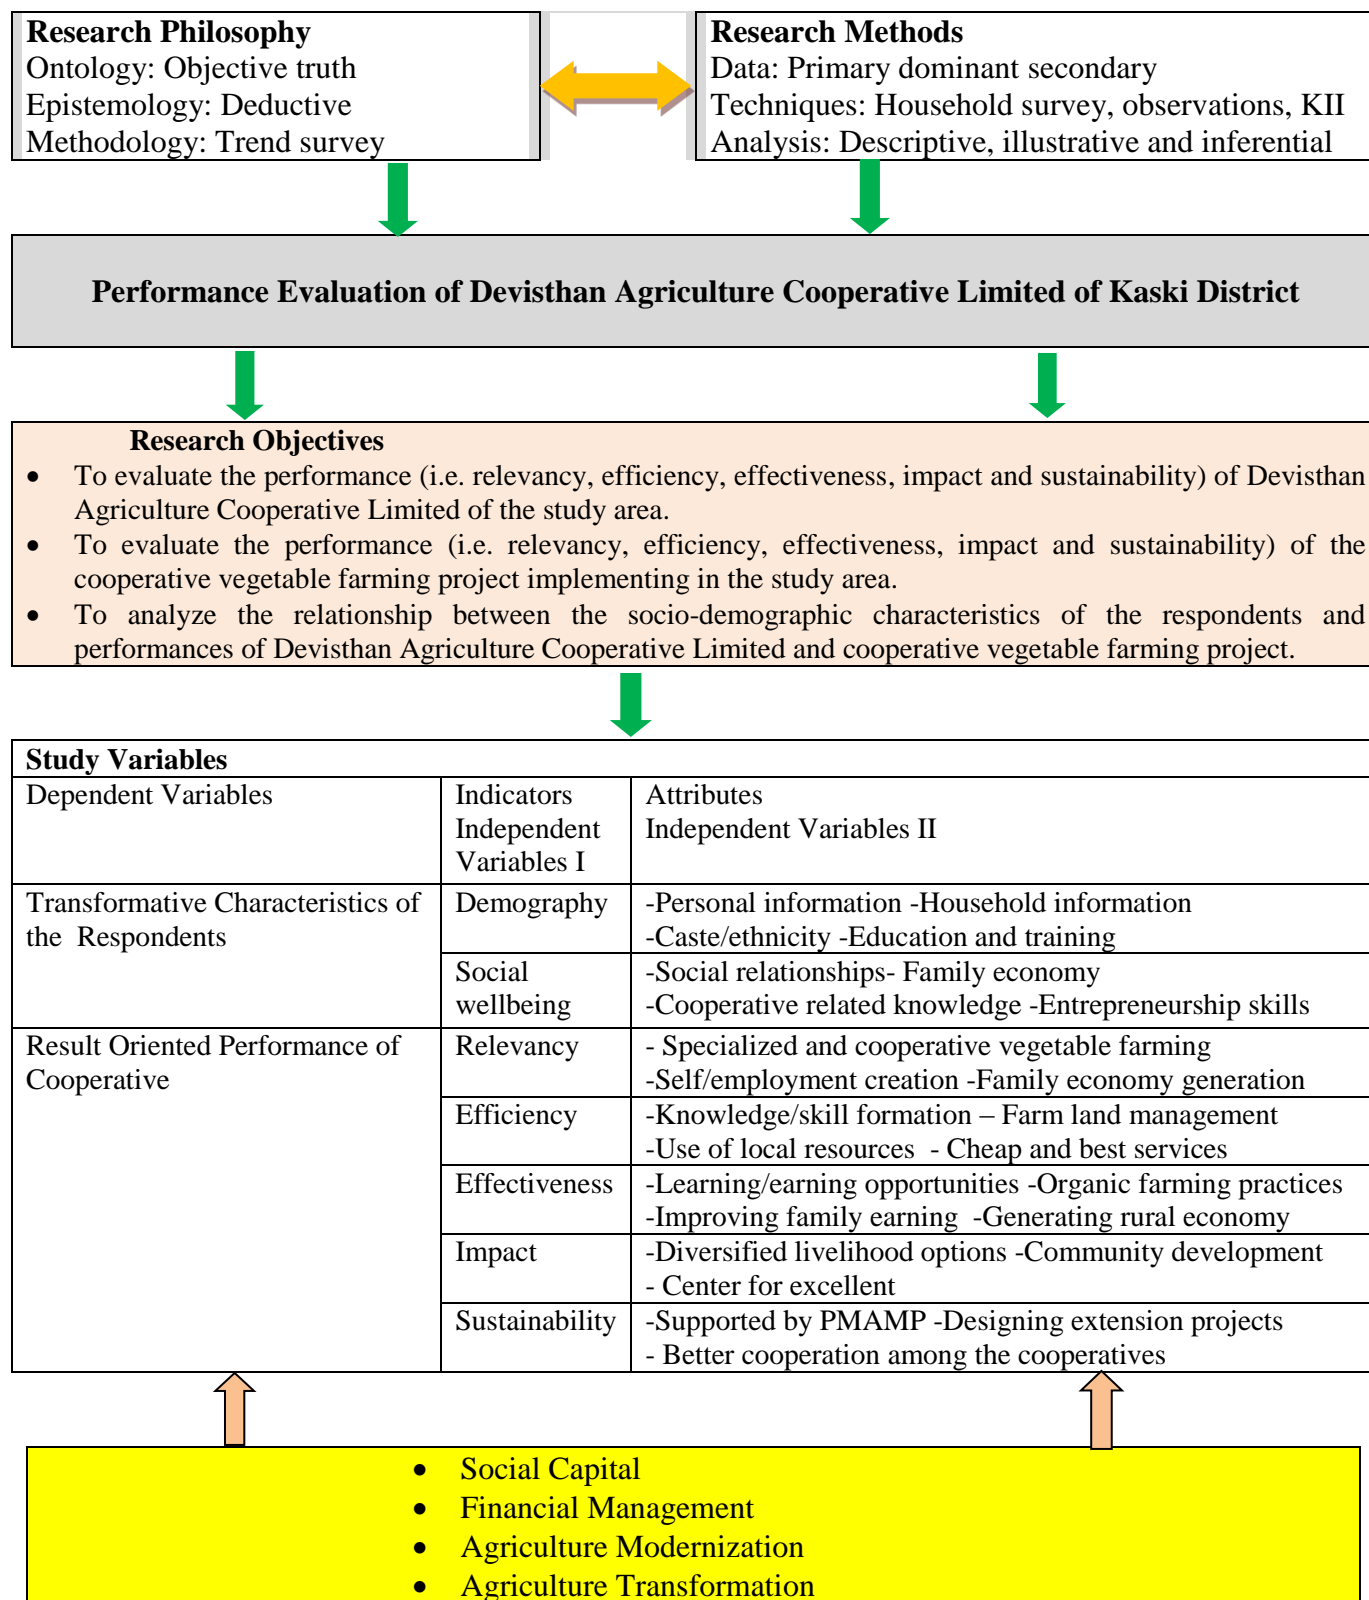 Research Philosophy
Ontology: Objective truth
Epistemology: Deductive
Methodology: Trend survey
Research Methods
Data: Primary dominant secondary
Techniques: Household survey, observations, KII
Analysis: Descriptive, illustrative and inferential
Performance Evaluation of Devisthan Agriculture Cooperative Limited of Kaski District
Research Objectives
• To evaluate the performance (i.e. relevancy, efficiency, effectiveness, impact and sustainability) of Devisthan
Agriculture Cooperative Limited of the study area.
• To evaluate the performance (i.e. relevancy, efficiency, effectiveness, impact and sustainability) of the
cooperative vegetable farming project implementing in the study area.
• To analyze the relationship between the socio-demographic characteristics of the respondents and
performances of Devisthan Agriculture Cooperative Limited and cooperative vegetable farming project.
Study Variables
Dependent Variables
Indicators
Independent
Variables I
Attributes
Independent Variables II
Transformative Characteristics of
the Respondents
Demography
-Personal information -Household information
-Caste/ethnicity -Education and training
Social
wellbeing
-Social relationships- Family economy
-Cooperative related knowledge -Entrepreneurship skills
Result Oriented Performance of
Cooperative
Relevancy
- Specialized and cooperative vegetable farming
-Self/employment creation -Family economy generation
Efficiency
-Knowledge/skill formation – Farm land management
-Use of local resources - Cheap and best services
Effectiveness
-Learning/earning opportunities -Organic farming practices
-Improving family earning -Generating rural economy
Impact
-Diversified livelihood options -Community development
- Center for excellent
Sustainability
-Supported by PMAMP -Designing extension projects
- Better cooperation among the cooperatives
• Social Capital
• Financial Management
• Agriculture Modernization
• Agriculture Transformation